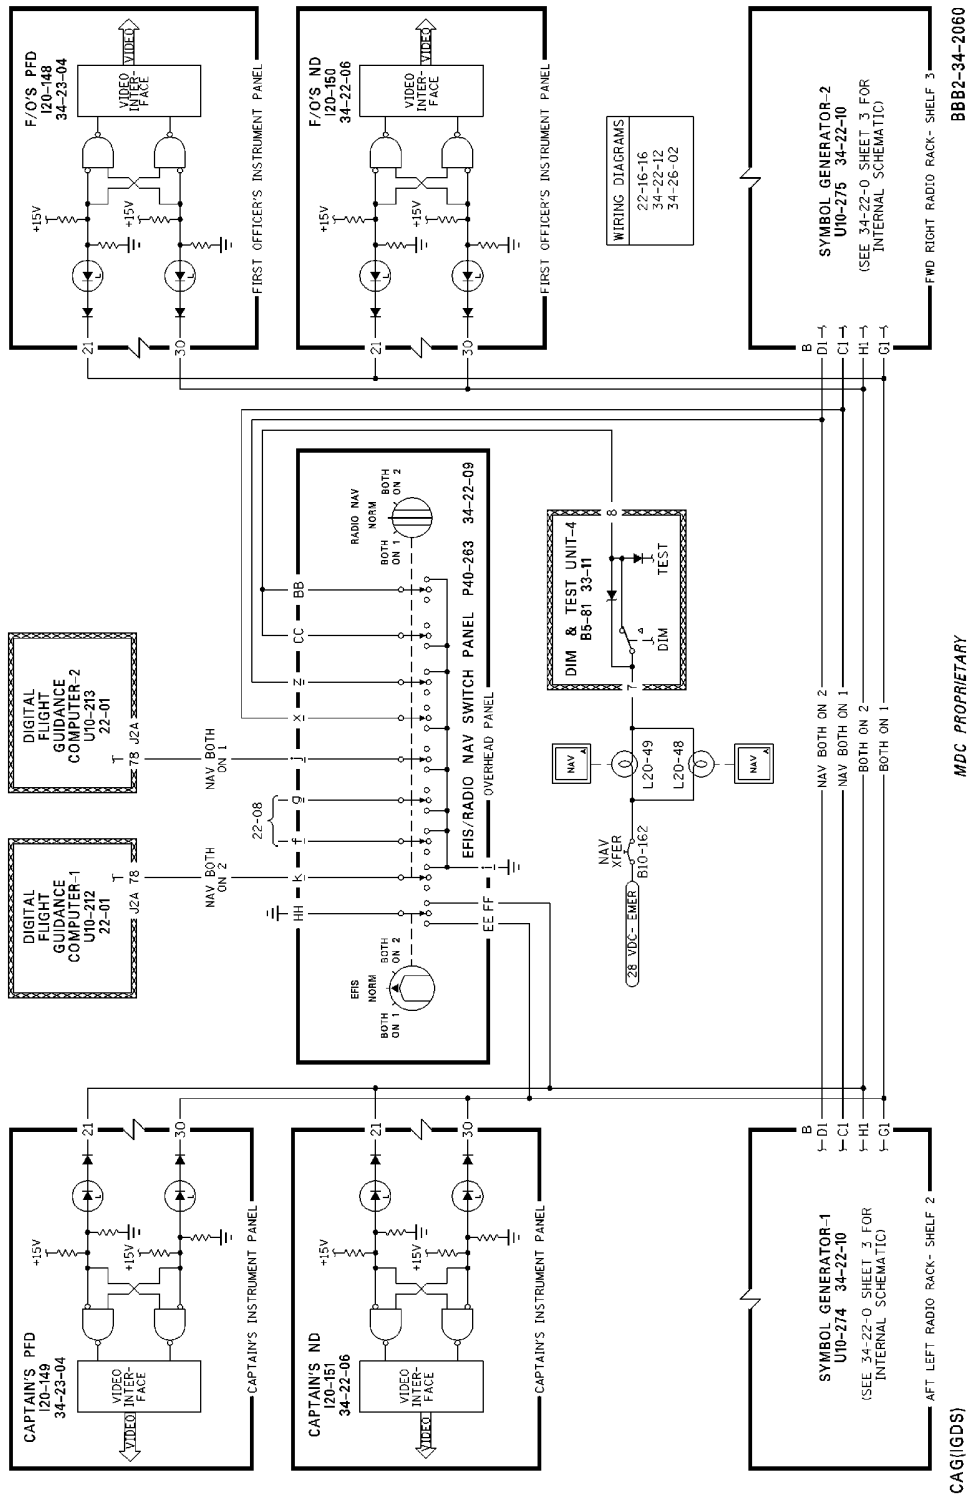 CAPTAIN'S PFD
I20-149
34-23-04
VIDEO
VIDEO
INTER-
FACE
+15V
+15V
L
L
21
30
CAPTAIN'S INSTRUMENT PANEL
CAPTAIN'S ND
I20-151
34-22-06
VIDEO
VIDEO
INTER-
FACE
+15V
+15V
L
L
21
30
CAPTAIN'S INSTRUMENT PANEL
SYMBOL GENERATOR-1
U10-274 34-22-10
(SEE 34-22-0 SHEET 3 FOR
INTERNAL SCHEMATIC)
B
D1
C1
H1
G1
AFT LEFT RADIO RACK- SHELF 2
DIGITAL
FLIGHT
GUIDANCE
COMPUTER-1
U10-212
22-01
J2A 78
NAV BOTH
ON 2
DIGITAL
FLIGHT
GUIDANCE
COMPUTER-2
U10-213
22-01
78 J2A
NAV BOTH
ON 1
22-08
HH
k
f
g
j
X
Z
CC
BB
EFIS
NORM
BOTH
ON 1
BOTH
ON 2
RADIO NAV
NORM
BOTH
ON 1
BOTH
ON 2
EE FF
EFIS/RADIO NAV SWITCH PANEL P40-263 34-22-09
OVERHEAD PANEL
28 VDC- EMER
NAV
XFER
B10-162
L20-49
L20-48
NAV
NAV
7
8
DIM & TEST UNIT-4
B5-81 33-11
DIM
TEST
NAV BOTH ON 2
NAV BOTH ON 1
BOTH ON 2
BOTH ON 1
F/O'S PFD
I20-148
34-23-04
VIDEO
VIDEO
INTER-
FACE
+15V
+15V
L
L
21
30
FIRST OFFICER'S INSTRUMENT PANEL
F/O'S ND
I20-150
34-22-06
VIDEO
VIDEO
INTER-
FACE
+15V
+15V
L
L
21
30
FIRST OFFICER'S INSTRUMENT PANEL
WIRING DIAGRAMS
22-16-16
34-22-12
34-26-02
SYMBOL GENERATOR-2
U10-275 34-22-10
(SEE 34-22-0 SHEET 3 FOR
INTERNAL SCHEMATIC)
B
D1
C1
H1
G1
FWD RIGHT RADIO RACK- SHELF 3
CAG(IGDS)
MDC PROPRIETARY
BBB2-34-2060